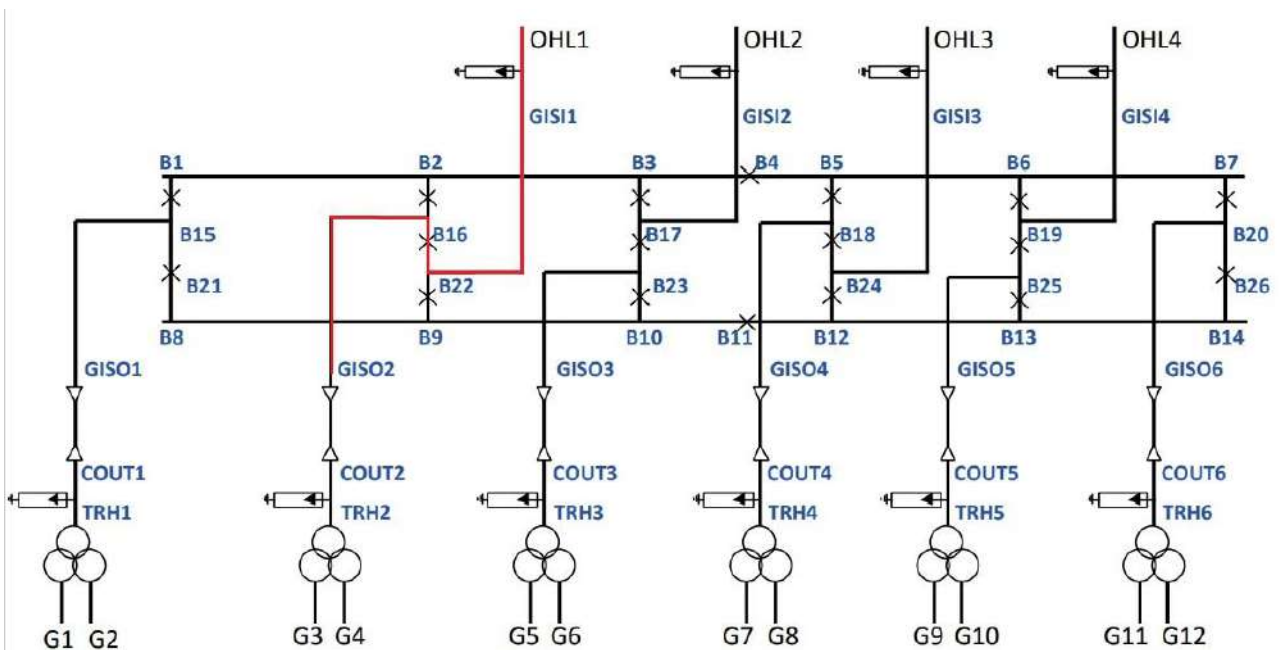 OHL1 OHL2 OHL3 OHL4
GISI1 GISI2 GISI3 GISI4
B1 B2 B3 B4 B5 B6 B7
B15 B16 B17 B18 B19 B20
B21 B22 B23 B24 B25 B26
B8 B9 B10 B11 B12 B13 B14
GISO1 GISO2 GISO3 GISO4 GISO5 GISO6
COUT1 COUT2 COUT3 COUT4 COUT5 COUT6
TRH1 TRH2 TRH3 TRH4 TRH5 TRH6
G1 G2 G3 G4 G5 G6 G7 G8 G9 G10 G11 G12